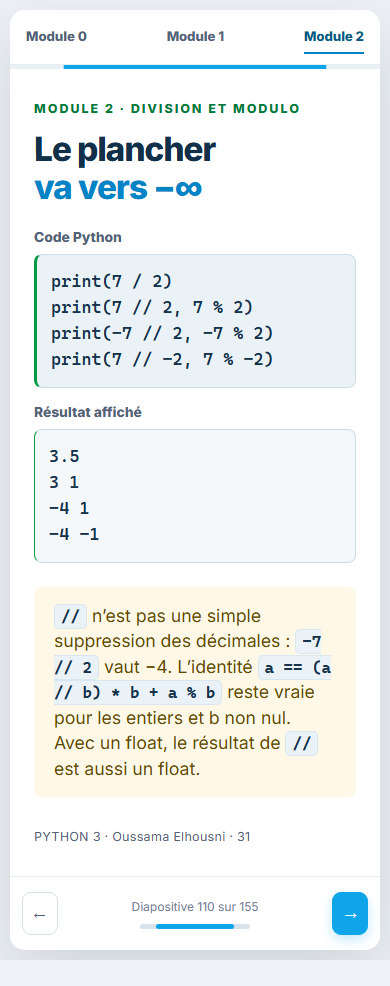 Module 0 Module 1 Module 2
MODULE 2 · DIVISION ET MODULO
Le plancher
va vers −∞
Code Python
print(7 / 2)
print(7 // 2, 7 % 2)
print(−7 // 2, −7 % 2)
print(7 // −2, 7 % −2)
Résultat affiché
3.5
3 1
−4 1
−4 −1
// n’est pas une simple
suppression des décimales : −7
// 2 vaut −4. L’identité a == (a
// b) * b + a % b reste vraie
pour les entiers et b non nul.
Avec un float, le résultat de //
est aussi un float.
PYTHON 3 · Oussama Elhousni · 31
← Diapositive 110 sur 155 →